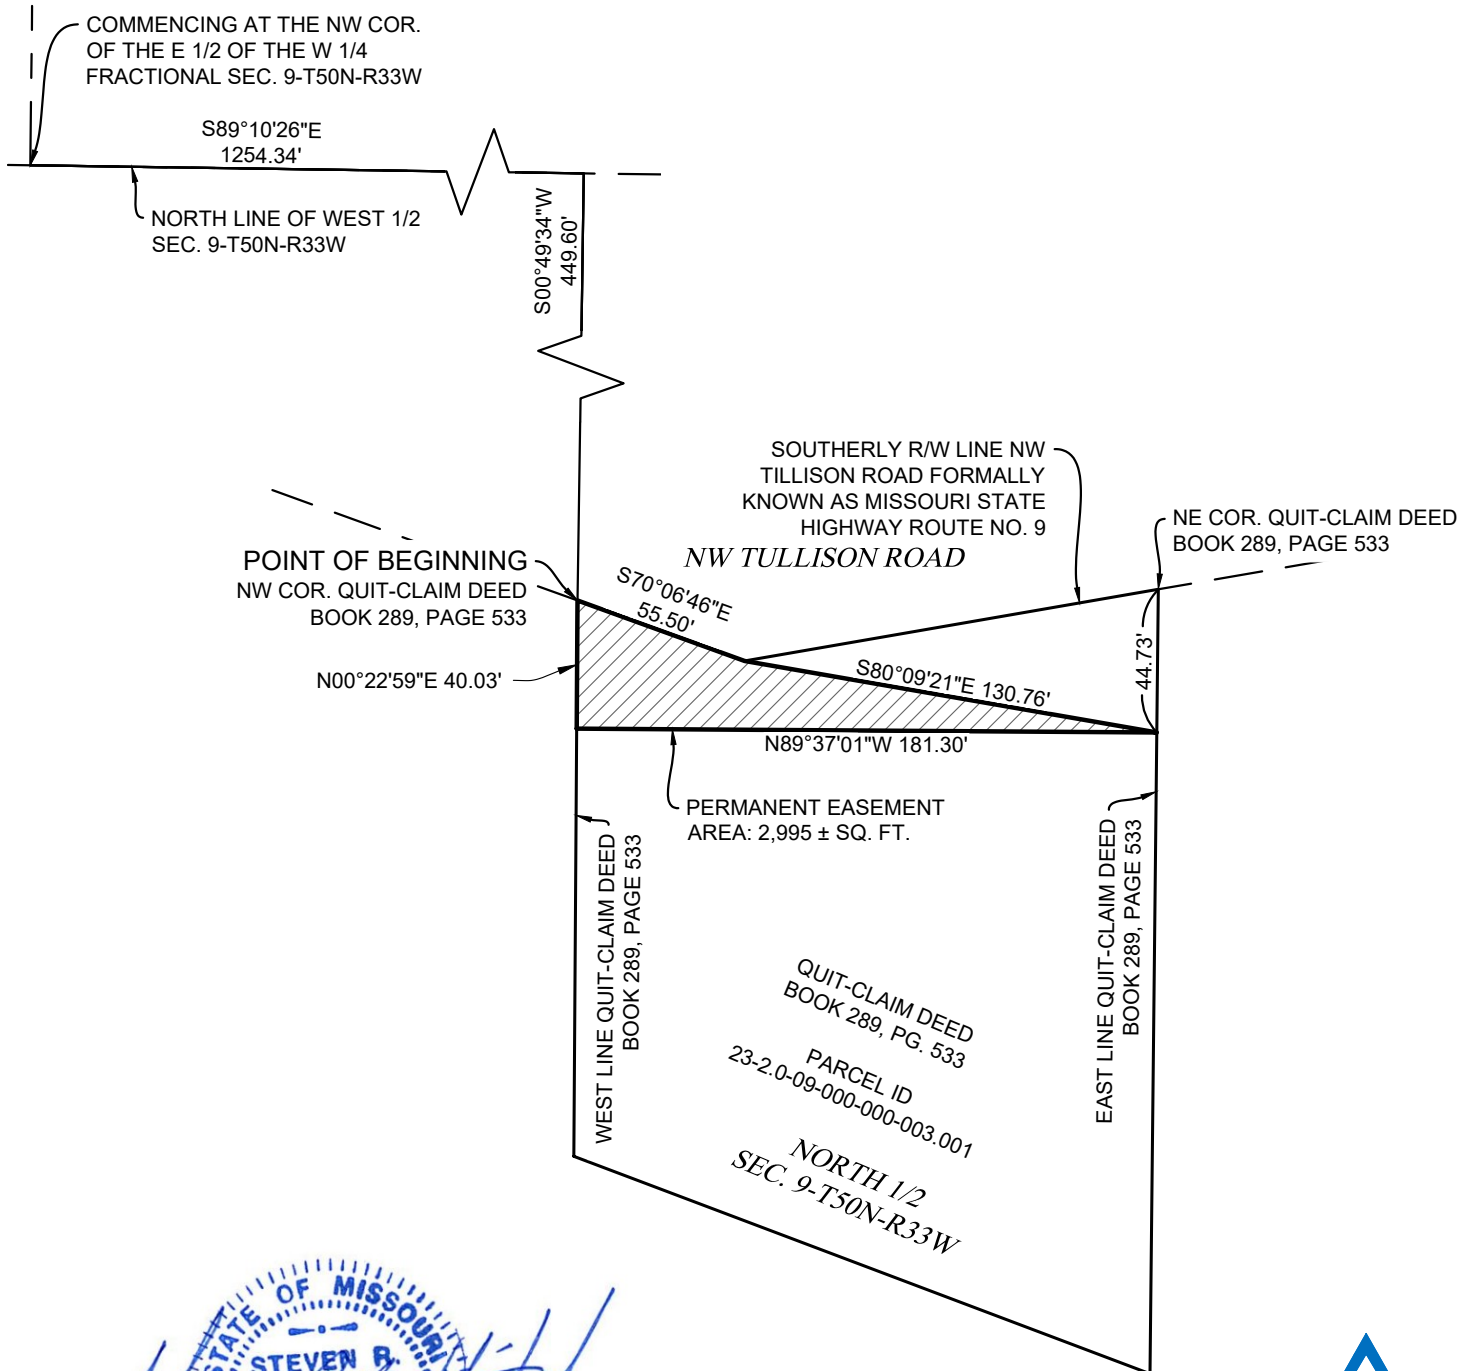 COMMENCING AT THE NW COR.
OF THE E 1/2 OF THE W 1/4
FRACTIONAL SEC. 9-T50N-R33W
S89°10'26"E
1254.34'
NORTH LINE OF WEST 1/2
SEC. 9-T50N-R33W
S00°49'34"W
449.60'
SOUTHERLY R/W LINE NW
TILLISON ROAD FORMALLY
KNOWN AS MISSOURI STATE
HIGHWAY ROUTE NO. 9
NW TULLISON ROAD
NE COR. QUIT-CLAIM DEED
BOOK 289, PAGE 533
POINT OF BEGINNING
NW COR. QUIT-CLAIM DEED
BOOK 289, PAGE 533
S70°06'46"E
55.50'
N00°22'59"E 40.03'
S80°09'21"E 130.76'
44.73'
N89°37'01"W 181.30'
PERMANENT EASEMENT
AREA: 2,995 ± SQ. FT.
WEST LINE QUIT-CLAIM DEED
BOOK 289, PAGE 533
EAST LINE QUIT-CLAIM DEED
BOOK 289, PAGE 533
QUIT-CLAIM DEED
BOOK 289, PG. 533
PARCEL ID
23-2.0-09-000-000-003.001
NORTH 1/2
SEC. 9-T50N-R33W
STATE OF MISSOURI
STEVEN R.